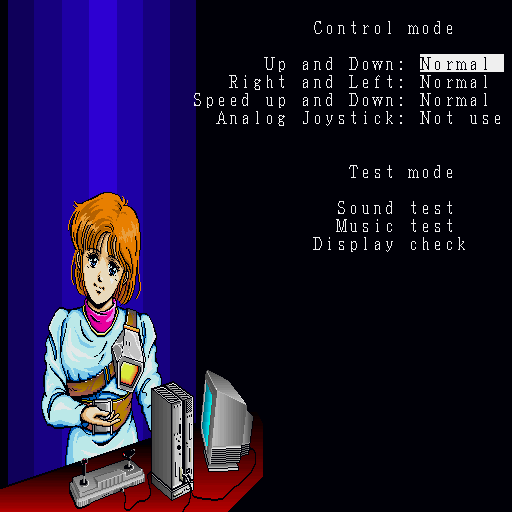 Control mode
Up and Down: Normal
Right and Left: Normal
Speed up and Down: Normal
Analog Joystick: Not use
Test mode
Sound test
Music test
Display check